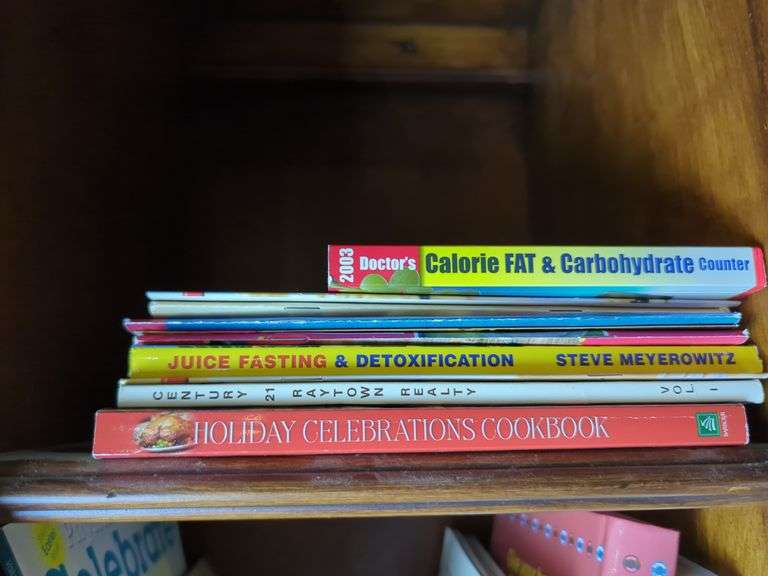 2003 Doctor's Calorie FAT & Carbohydrate Counter
JUICE FASTING & DETOXIFICATION STEVE MEYEROWITZ
CENTURY 21 RAYTOWN REALTY VOL. I
HOLIDAY CELEBRATIONS COOKBOOK
Celebrate